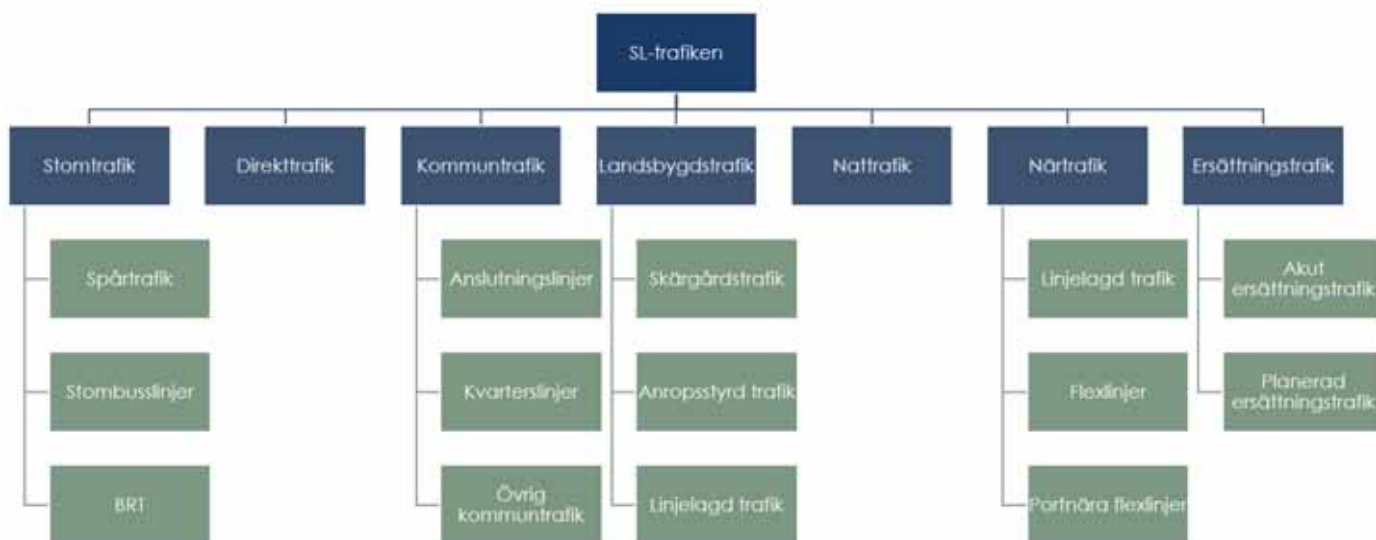 SL-trafiken
Stomtrafik
Direkttrafik
Kommuntrafik
Landsbygdstrafik
Nattrafik
Närtrafik
Ersättningstrafik
Spårtrafik
Anslutningslinjer
Skärgårdstrafik
Linjelagd trafik
Akut
ersättningstrafik
Stombusslinjer
Kvarterslinjer
Anropsstyrd trafik
Flexlinjer
Planerad
ersättningstrafik
BRT
Övrig
kommuntrafik
Linjelagd trafik
Portnära flexlinjer